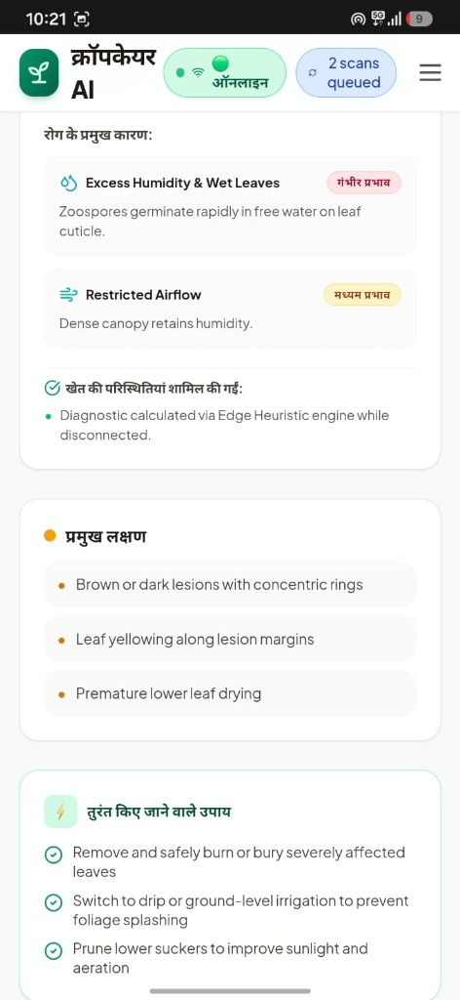 10:21
5G
9
क्रॉपकेयर
AI
ऑनलाइन
2 scans
queued
रोग के प्रमुख कारण:
Excess Humidity & Wet Leaves
गंभीर प्रभाव
Zoospores germinate rapidly in free water on leaf
cuticle.
Restricted Airflow
मध्यम प्रभाव
Dense canopy retains humidity.
खेत की परिस्थितियां शामिल की गईं:
Diagnostic calculated via Edge Heuristic engine while
disconnected.
प्रमुख लक्षण
Brown or dark lesions with concentric rings
Leaf yellowing along lesion margins
Premature lower leaf drying
तुरंत किए जाने वाले उपाय
Remove and safely burn or bury severely affected
leaves
Switch to drip or ground-level irrigation to prevent
foliage splashing
Prune lower suckers to improve sunlight and
aeration